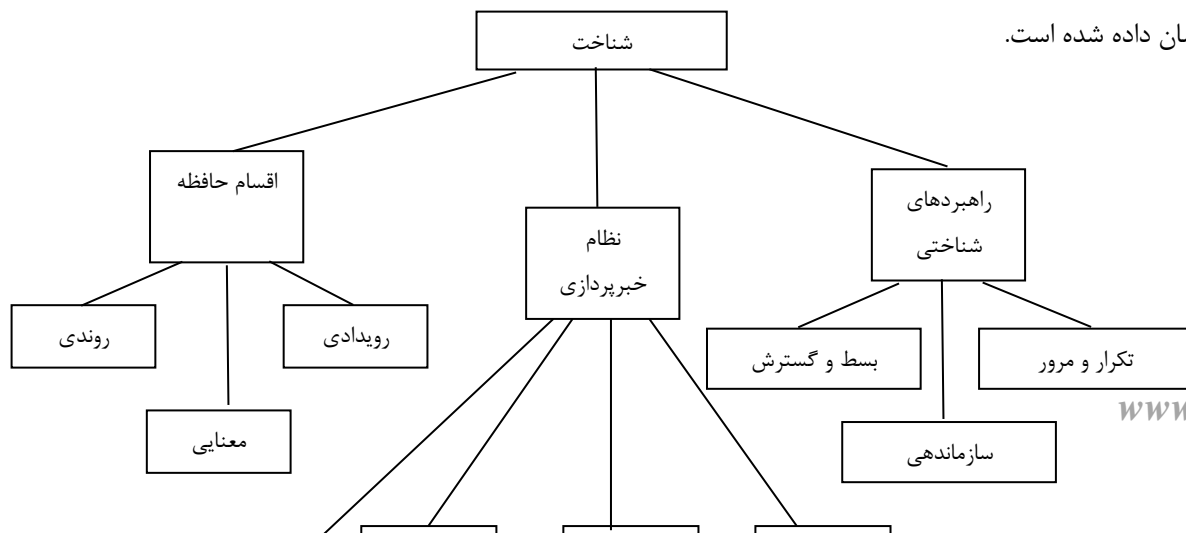 ان داده شده است.
شناخت
راهبردهای
شناختی
نظام
خبرپردازی
اقسام حافظه
تکرار و مرور
بسط و گسترش
سازماندهی
رویدادی
روندی
معنایی
www